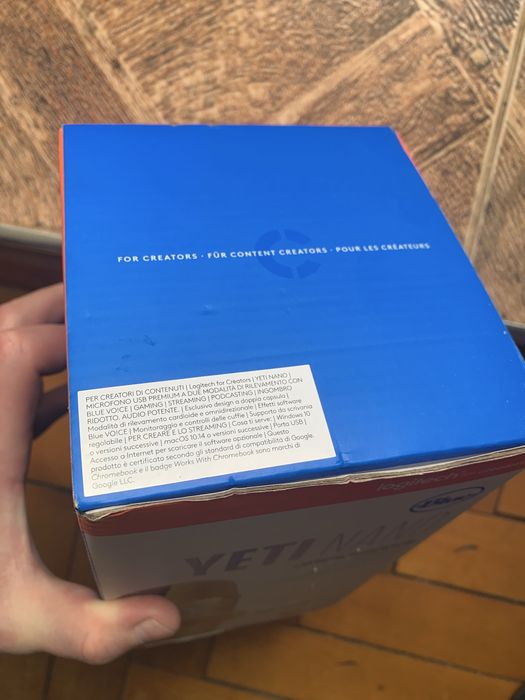 FOR CREATORS · FÜR CONTENT CREATORS · POUR LES CRÉATEURS
PER CREATORI DI CONTENUTI | Logitech for Creators | YETI NANO |
MICROFONO USB PREMIUM A DUE MODALITÀ DI RILEVAMENTO CON
BLUE VO!CE | GAMING | STREAMING | PODCASTING | INGOMBRO
RIDOTTO. AUDIO POTENTE. | Esclusivo design a doppia capsula |
Modalità di rilevamento cardioide e omnidirezionale | Effetti software
Blue VO!CE | Monitoraggio e controlli delle cuffie | Supporto da scrivania
regolabile | PER CREARE E LO STREAMING | Cosa ti serve: | Windows 10
o versioni successive | macOS 10.14 o versioni successive | Porta USB |
Accesso a Internet per scaricare il software opzionale | Questo
prodotto è certificato secondo gli standard di compatibilità di Google.
Chromebook e il badge Works With Chromebook sono marchi di
Google LLC.
logitech
Blue
YETI NANO